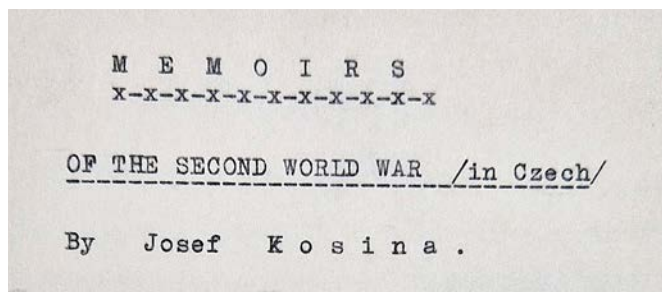 M E M O I R S
x-x-x-x-x-x-x-x-x-x-x
OF THE SECOND WORLD WAR /in Czech/
By Josef K o s i n a .